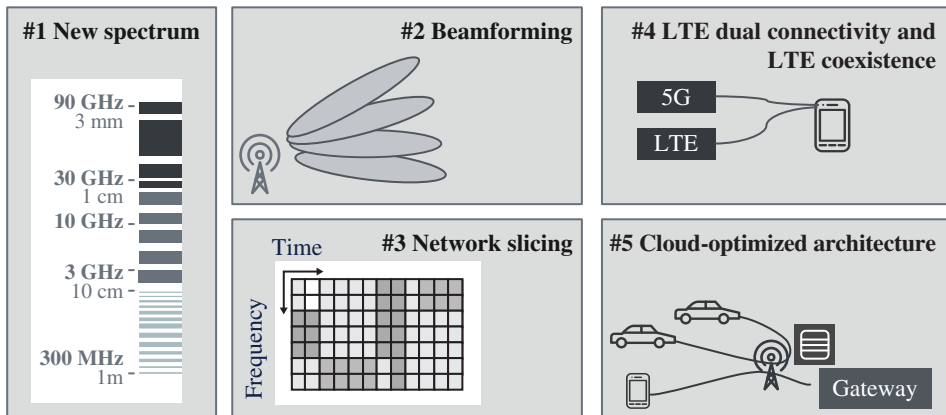 #1 New spectrum
90 GHz
3 mm
30 GHz
1 cm
10 GHz
3 GHz
10 cm
300 MHz
1m
#2 Beamforming
#3 Network slicing
Time
Frequency
#4 LTE dual connectivity and
LTE coexistence
5G
LTE
#5 Cloud-optimized architecture
Gateway